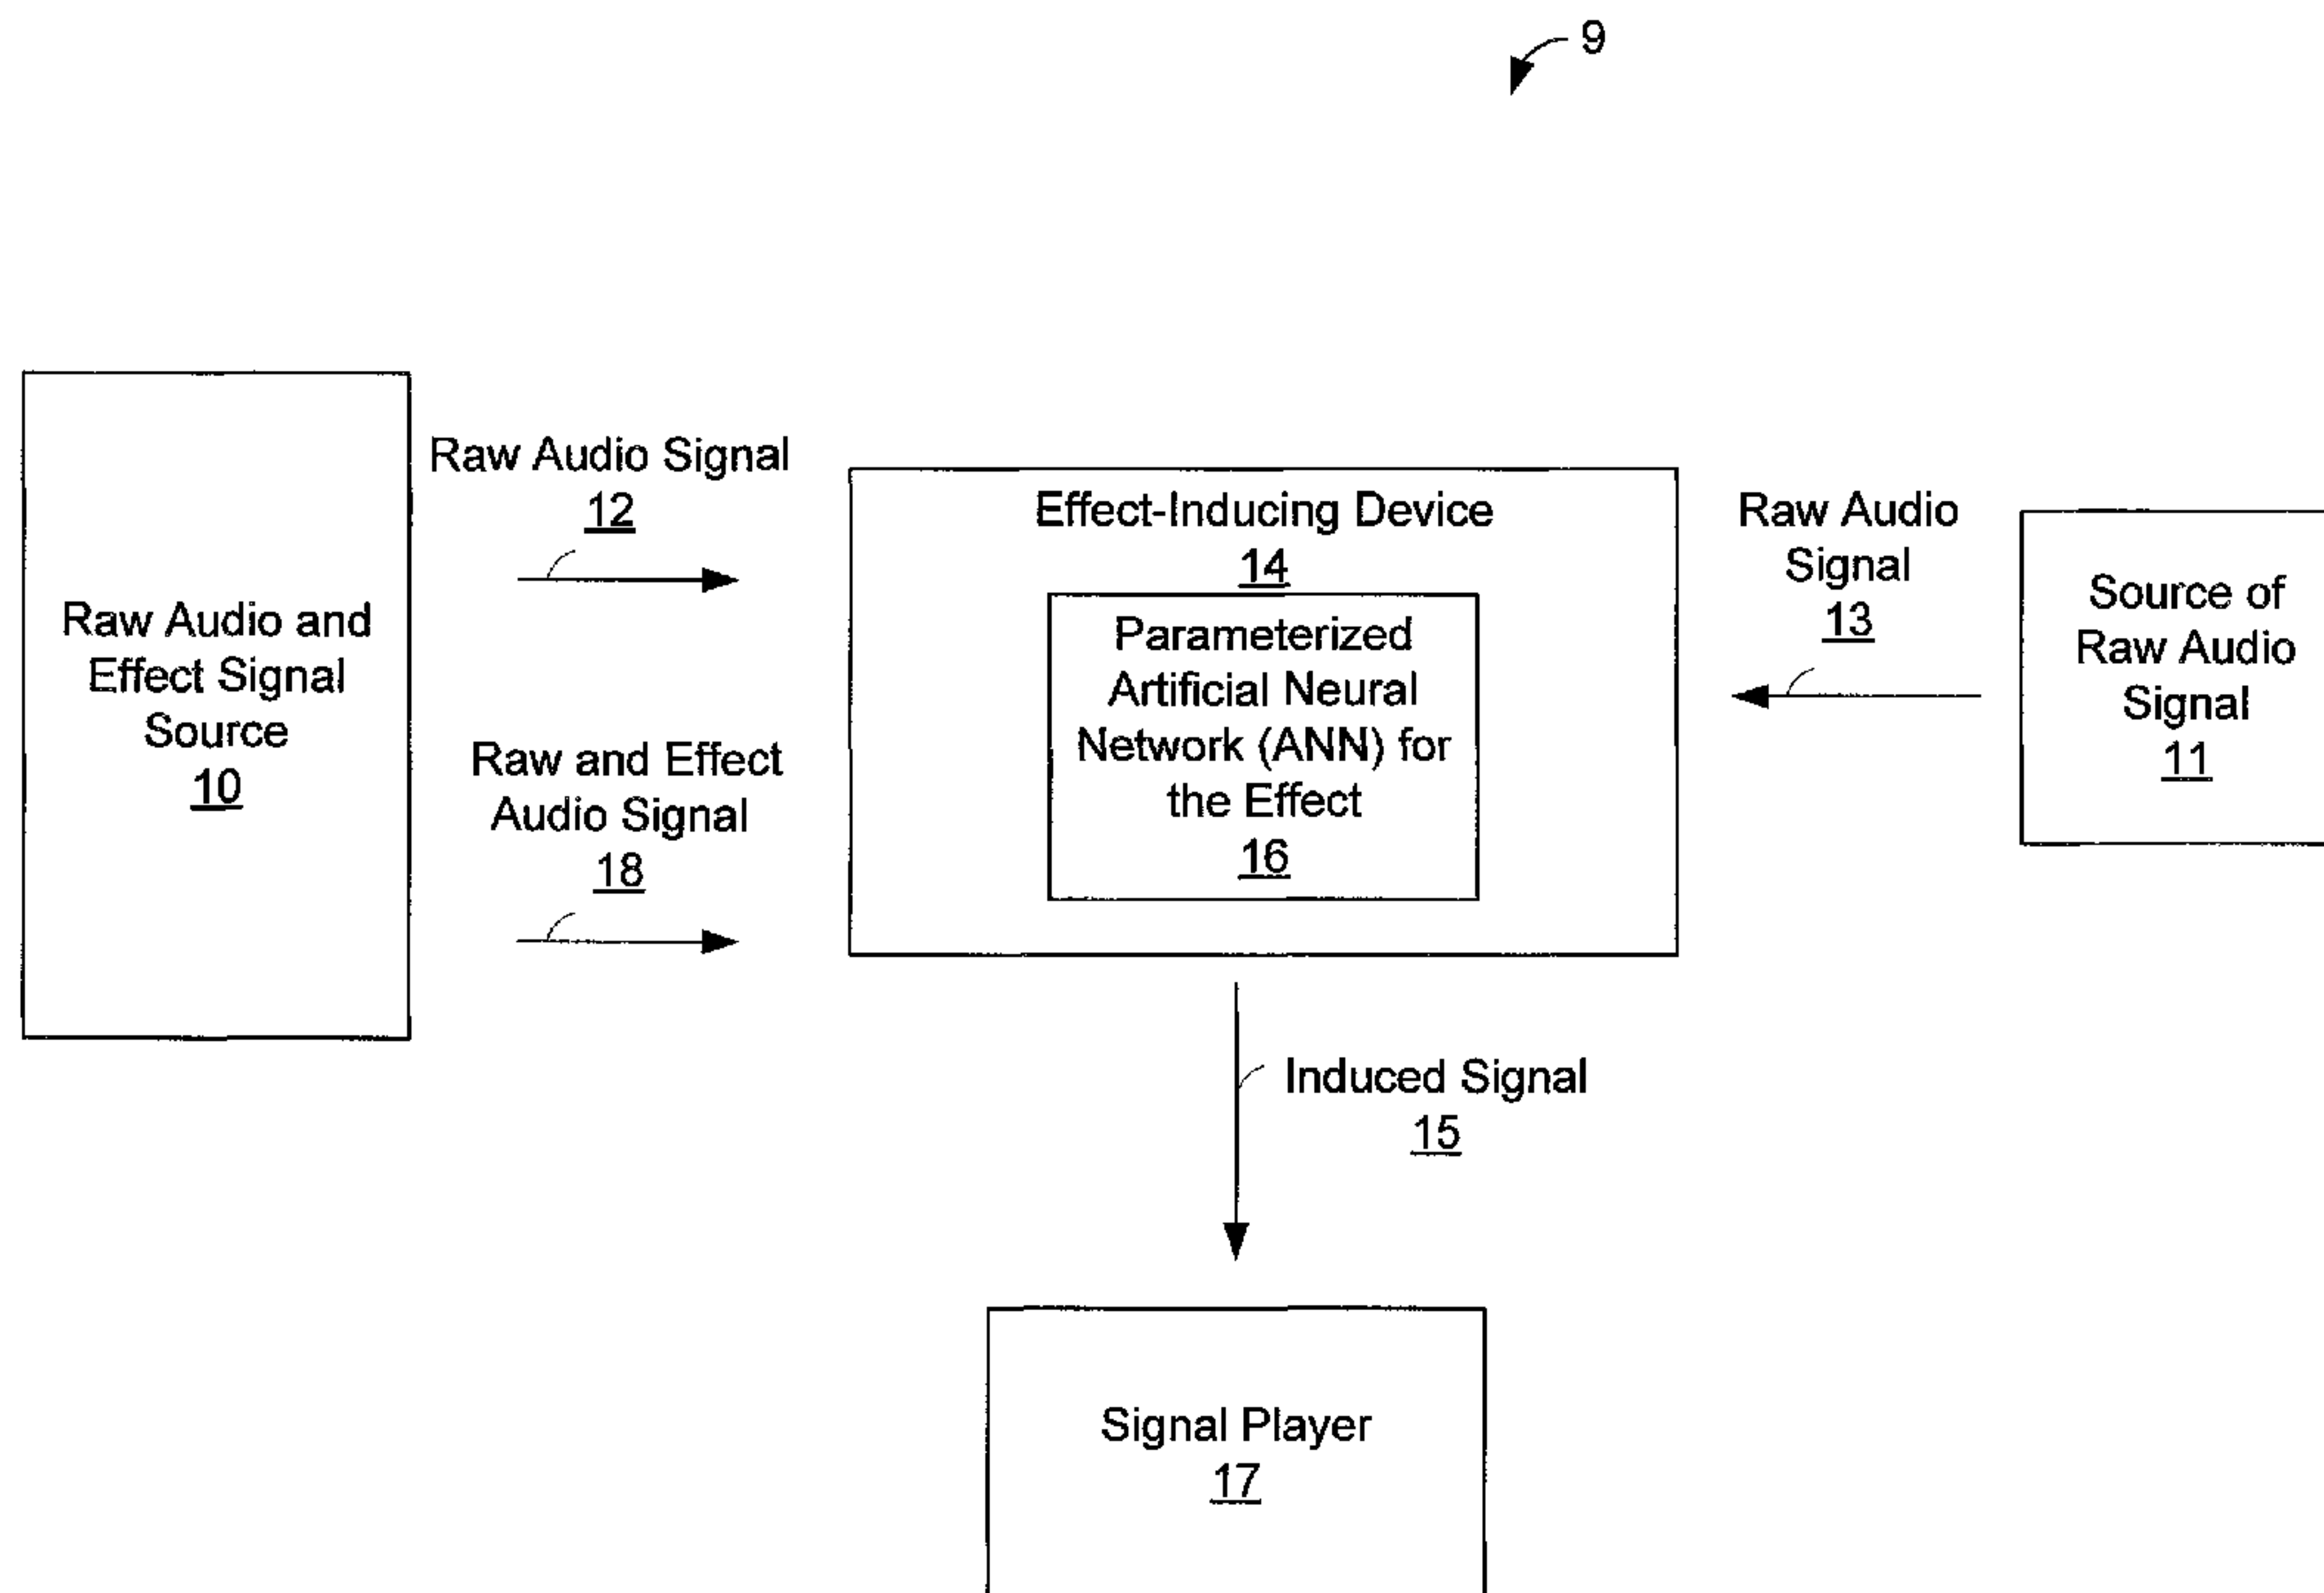 9
Raw Audio and
Effect Signal
Source
10
Raw Audio Signal
12
Raw and Effect
Audio Signal
18
Effect-Inducing Device
14
Parameterized
Artificial Neural
Network (ANN) for
the Effect
16
Raw Audio
Signal
13
Source of
Raw Audio
Signal
11
Induced Signal
15
Signal Player
17